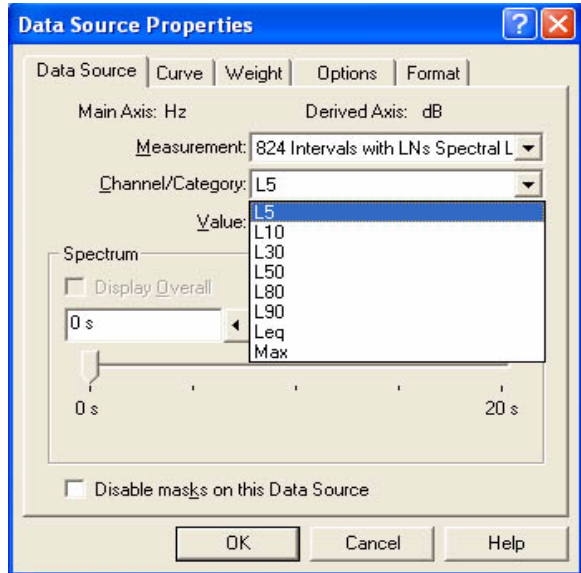 Data Source Properties
Data Source Curve Weight Options Format
Main Axis: Hz Derived Axis: dB
Measurement: 824 Intervals with LNs Spectral L
Channel/Category: L5
Value:
L5
L10
L30
L50
L80
L90
Leq
Max
Spectrum
Display Overall
0 s
0 s 20 s
Disable masks on this Data Source
OK Cancel Help